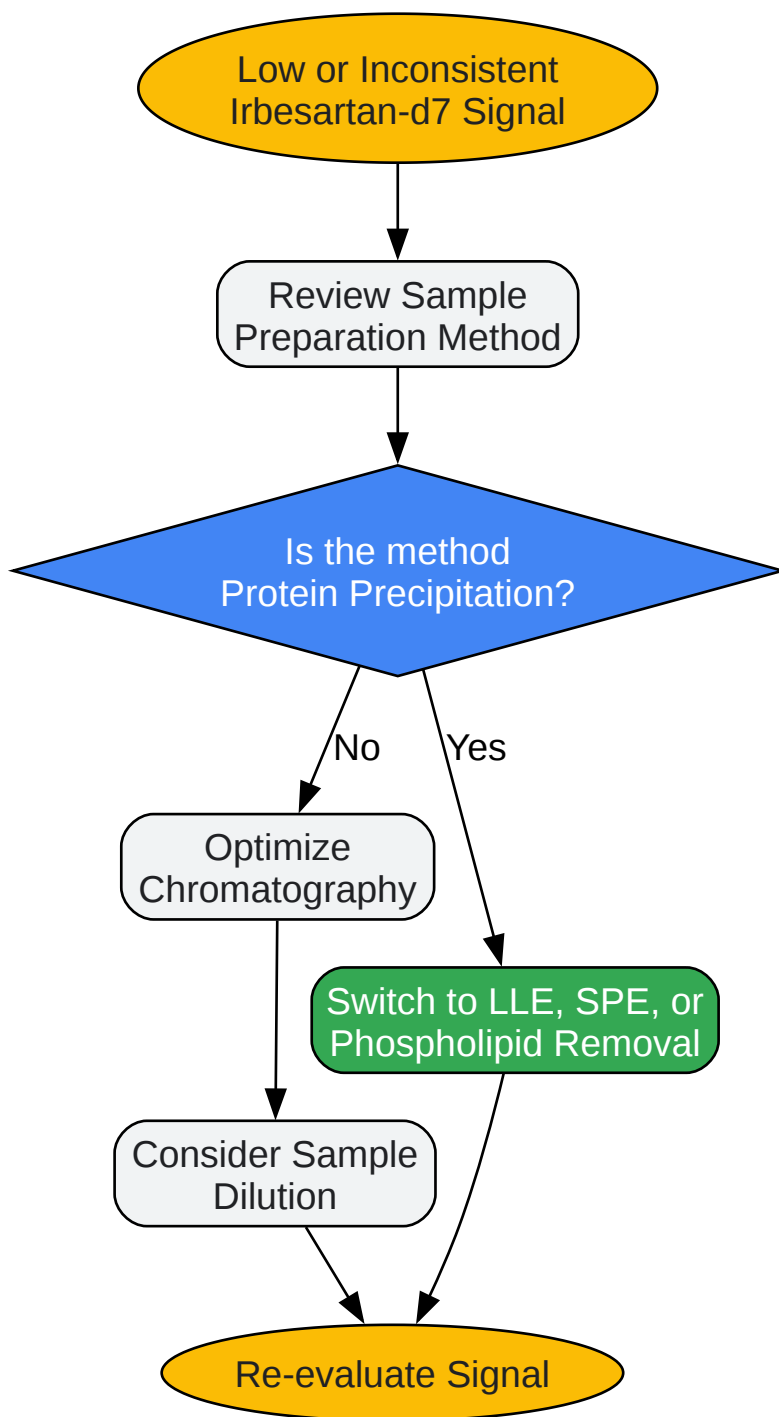 Low or Inconsistent
Irbesartan-d7 Signal
Review Sample
Preparation Method
Is the method
Protein Precipitation?
No
Yes
Optimize
Chromatography
Switch to LLE, SPE, or
Phospholipid Removal
Consider Sample
Dilution
Re-evaluate Signal